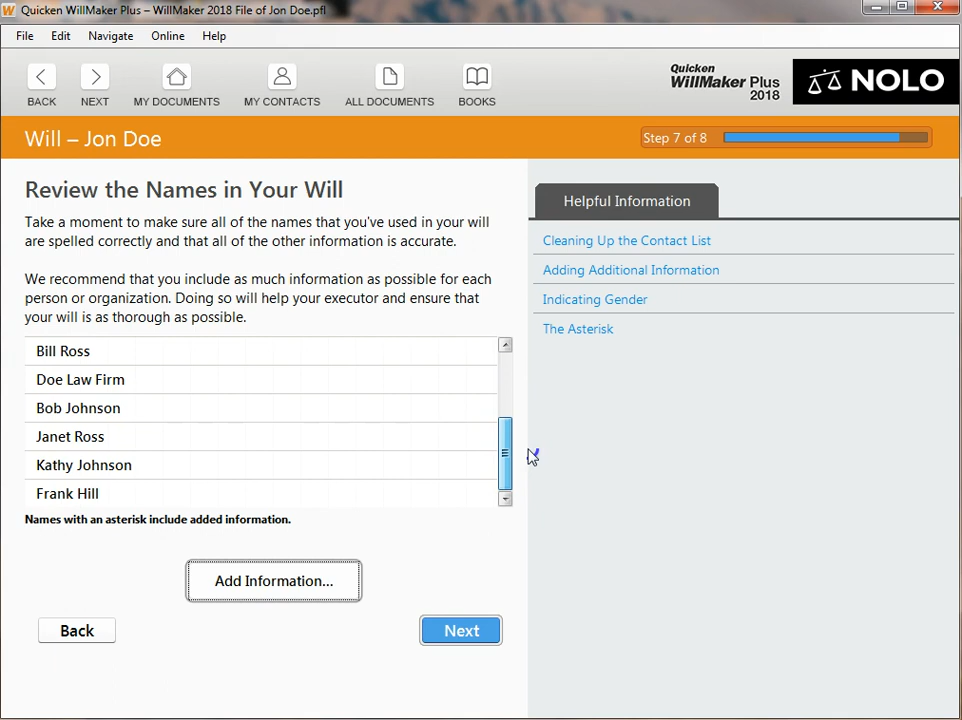 Quicken WillMaker Plus – WillMaker 2018 File of Jon Doe.pfl
File Edit Navigate Online Help
BACK NEXT MY DOCUMENTS MY CONTACTS ALL DOCUMENTS BOOKS
Quicken
WillMaker Plus
2018
NOLO
Will – Jon Doe
Step 7 of 8
Review the Names in Your Will
Take a moment to make sure all of the names that you've used in your will
are spelled correctly and that all of the other information is accurate.
We recommend that you include as much information as possible for each
person or organization. Doing so will help your executor and ensure that
your will is as thorough as possible.
Bill Ross
Doe Law Firm
Bob Johnson
Janet Ross
Kathy Johnson
Frank Hill
Names with an asterisk include added information.
Add Information...
Back
Next
Helpful Information
Cleaning Up the Contact List
Adding Additional Information
Indicating Gender
The Asterisk